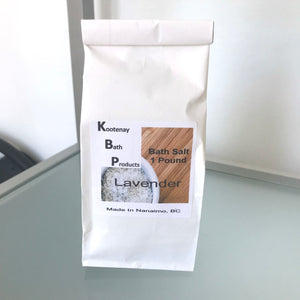 Kootenay
Bath
Products
Bath Salt
1 Pound
Lavender
Made in Nanaimo, BC